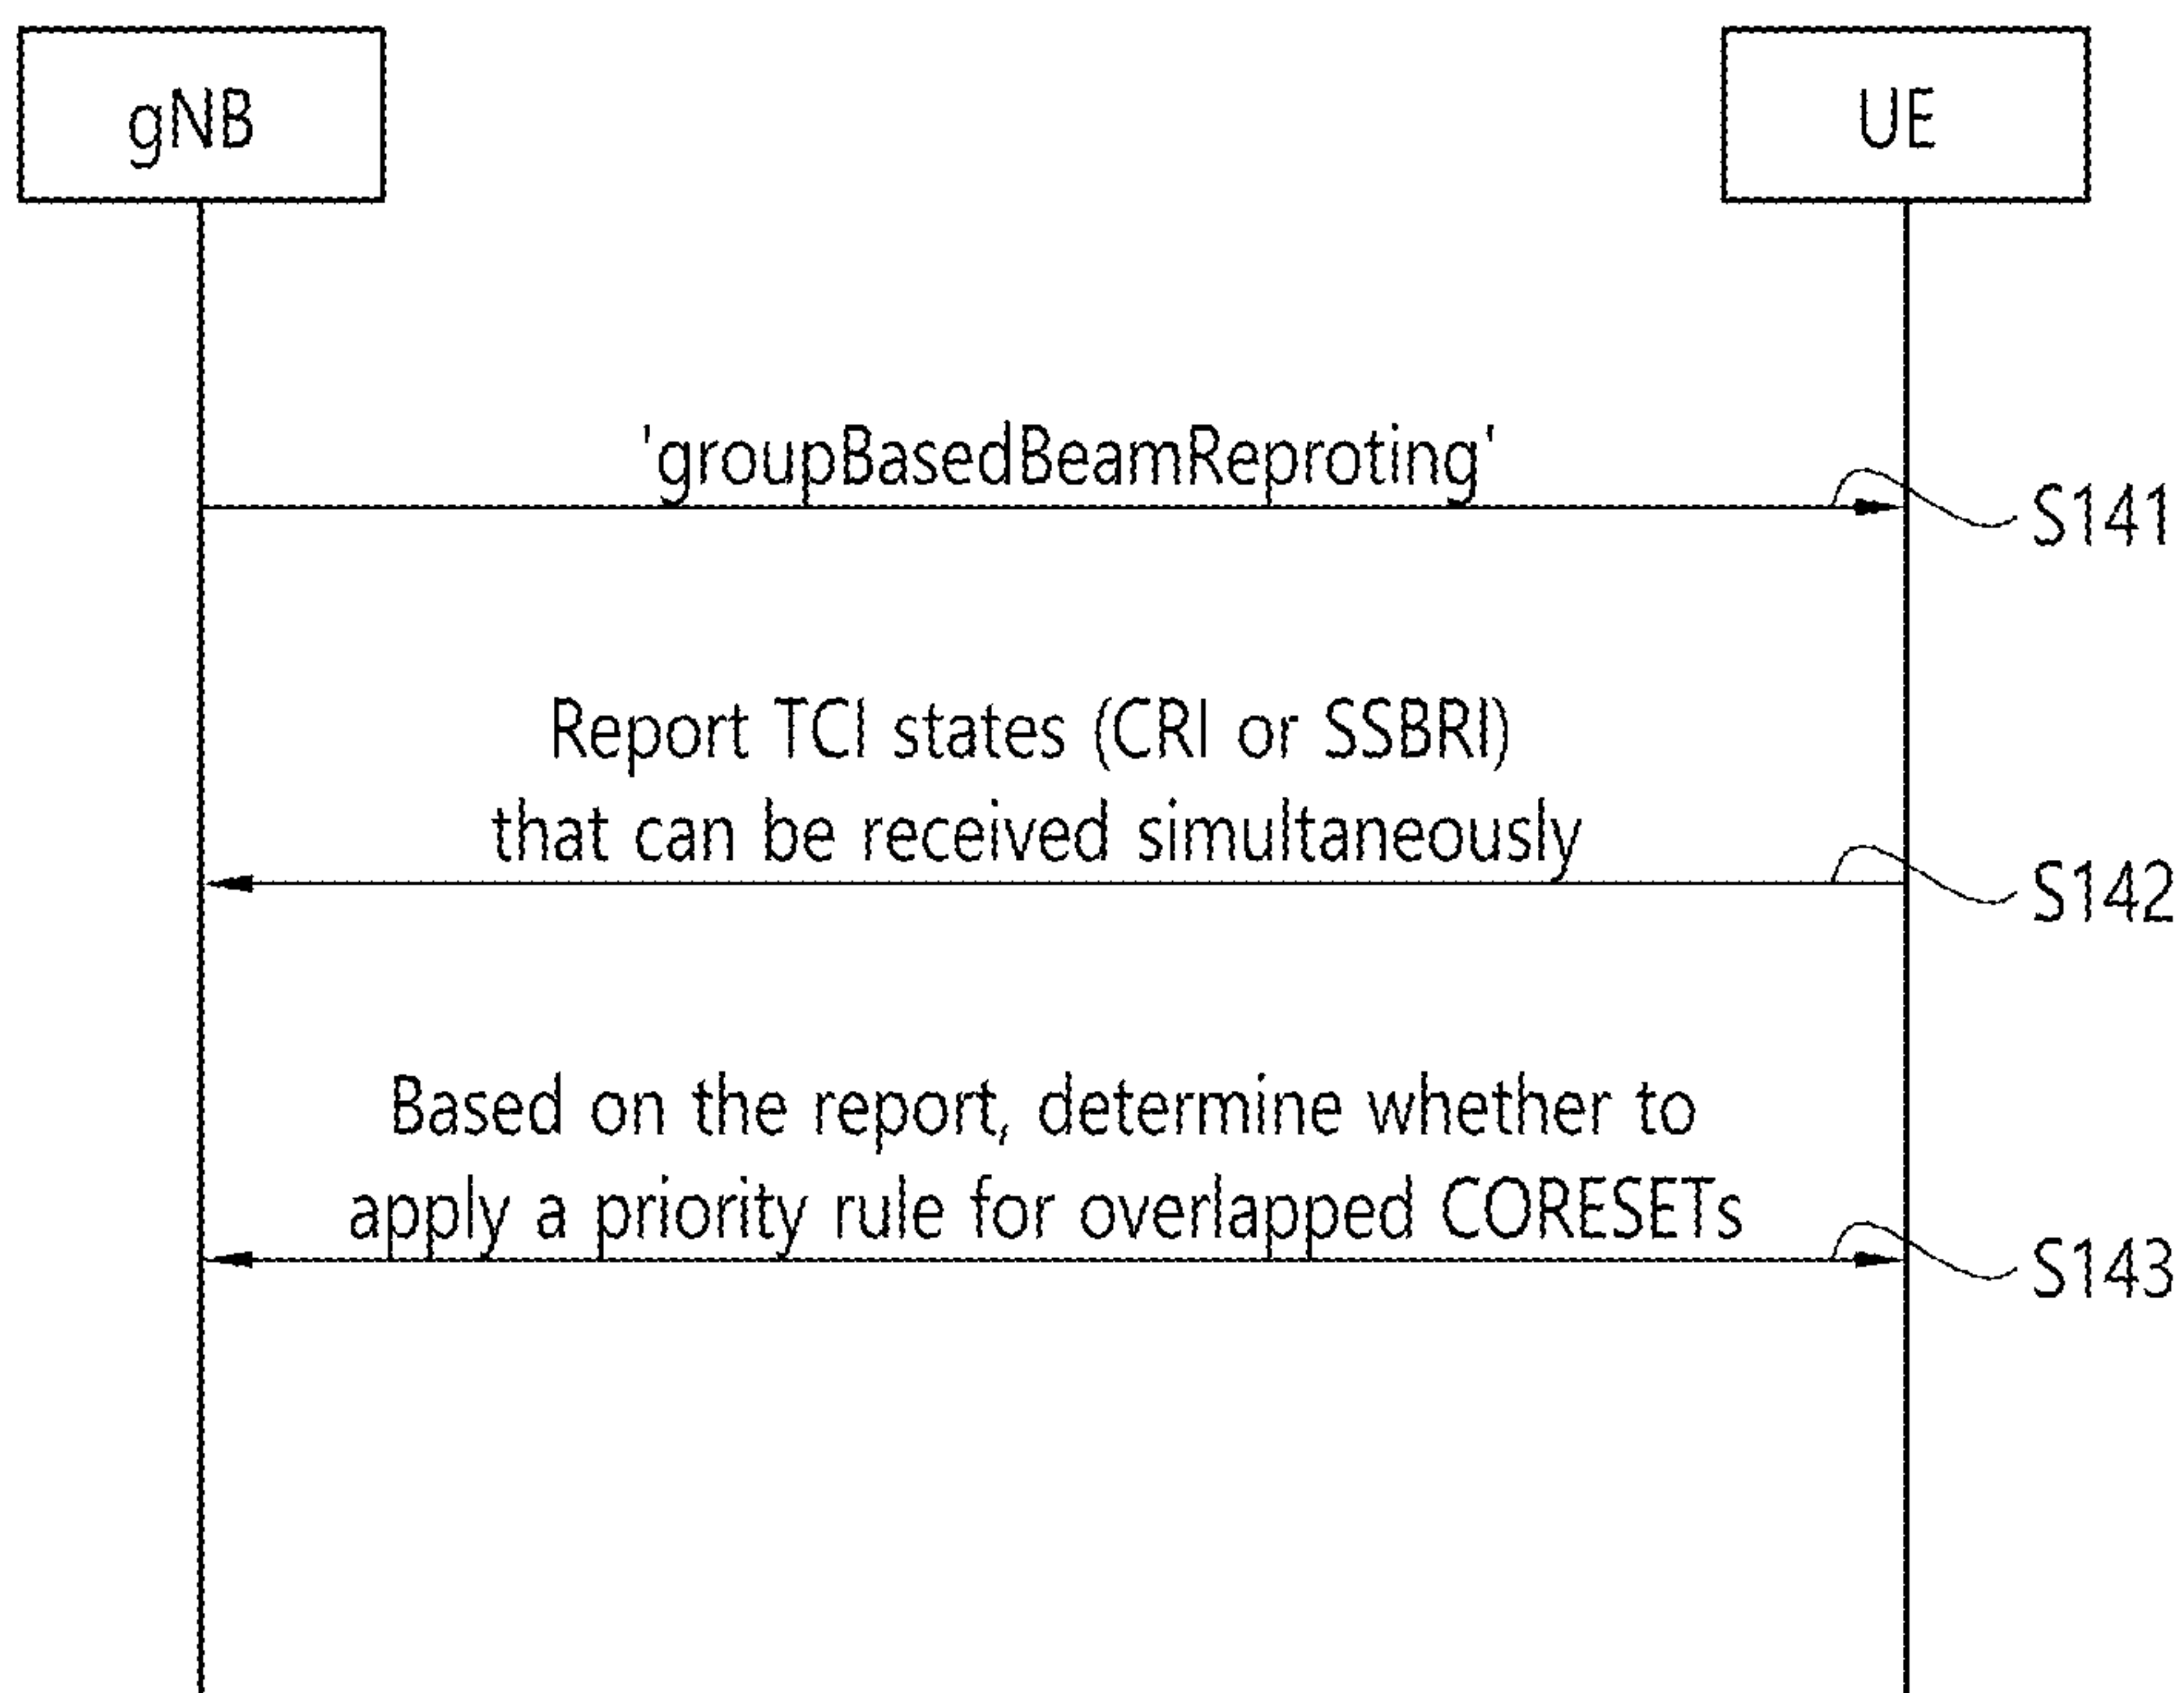 gNB
UE
'groupBasedBeamReproting'
S141
Report TCI states (CRI or SSBRI)
that can be received simultaneously
S142
Based on the report, determine whether to
apply a priority rule for overlapped CORESETs
S143